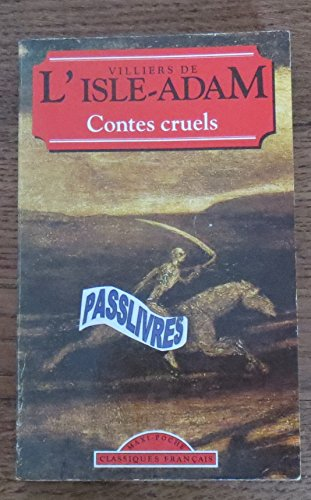 VILLIERS DE
L'ISLE-ADAM
Contes cruels
PASSLIVRES
MAXI-POCHE
CLASSIQUES FRANÇAIS